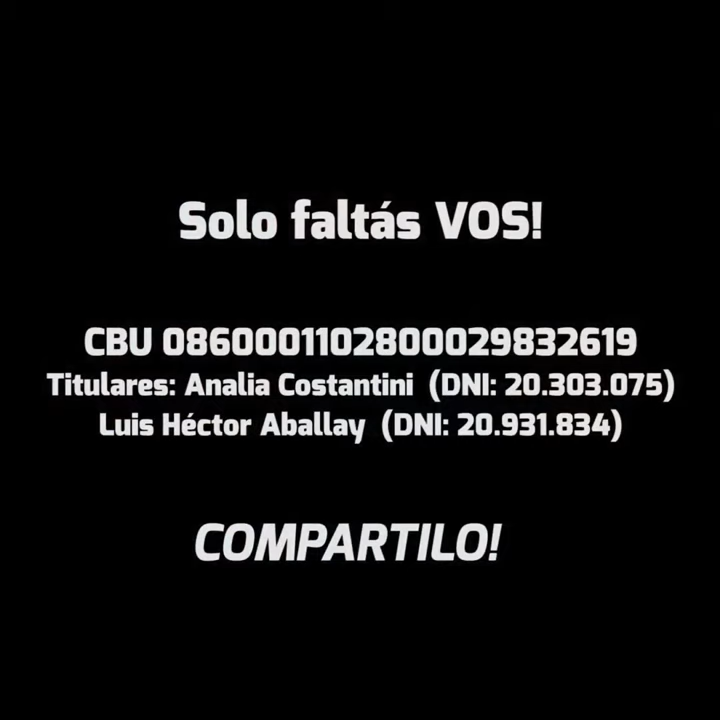 Solo faltás VOS!
CBU 0860001102800029832619
Titulares: Analia Costantini (DNI: 20.303.075)
Luis Héctor Aballay (DNI: 20.931.834)
COMPARTILO!